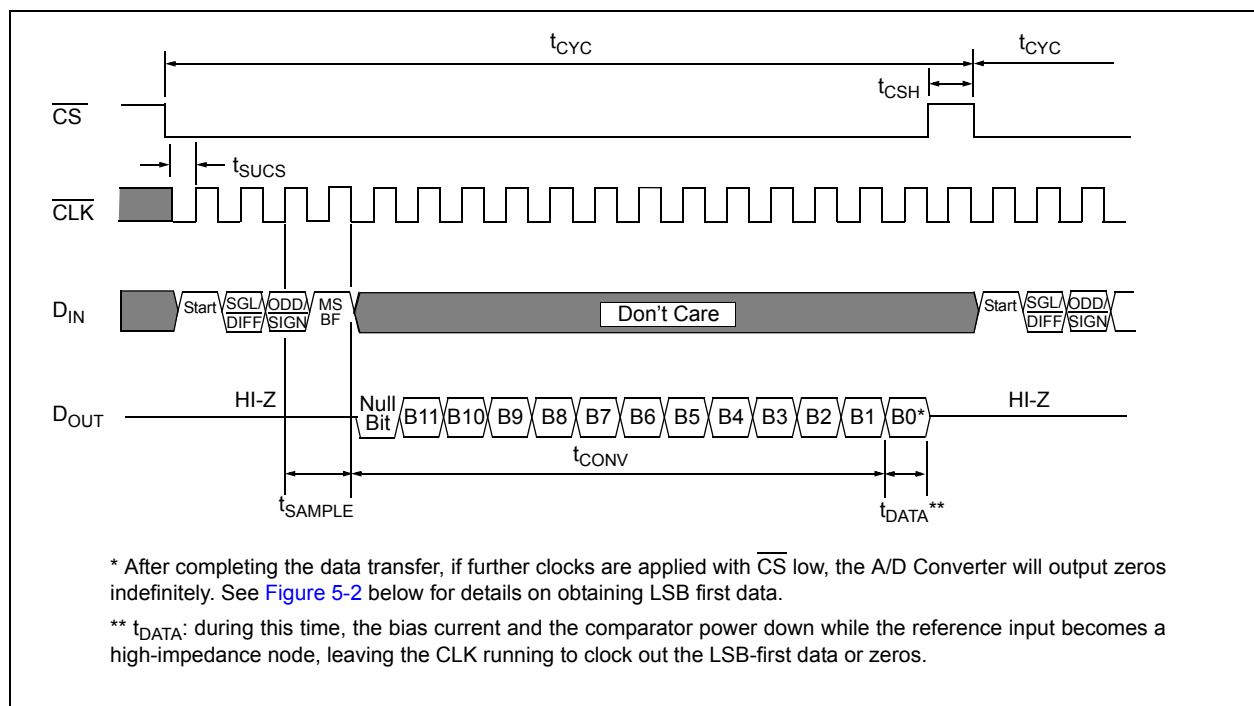 tCYC tCYC
tCSH
CS
tSUCS
CLK
DIN Start SGL/DIFF ODD/SIGN MSBF Don't Care Start SGL/DIFF ODD/SIGN
DOUT HI-Z Null Bit B11 B10 B9 B8 B7 B6 B5 B4 B3 B2 B1 B0* HI-Z
tCONV
tSAMPLE tDATA**
* After completing the data transfer, if further clocks are applied with CS low, the A/D Converter will output zeros
indefinitely. See Figure 5-2 below for details on obtaining LSB first data.
** tDATA: during this time, the bias current and the comparator power down while the reference input becomes a
high-impedance node, leaving the CLK running to clock out the LSB-first data or zeros.